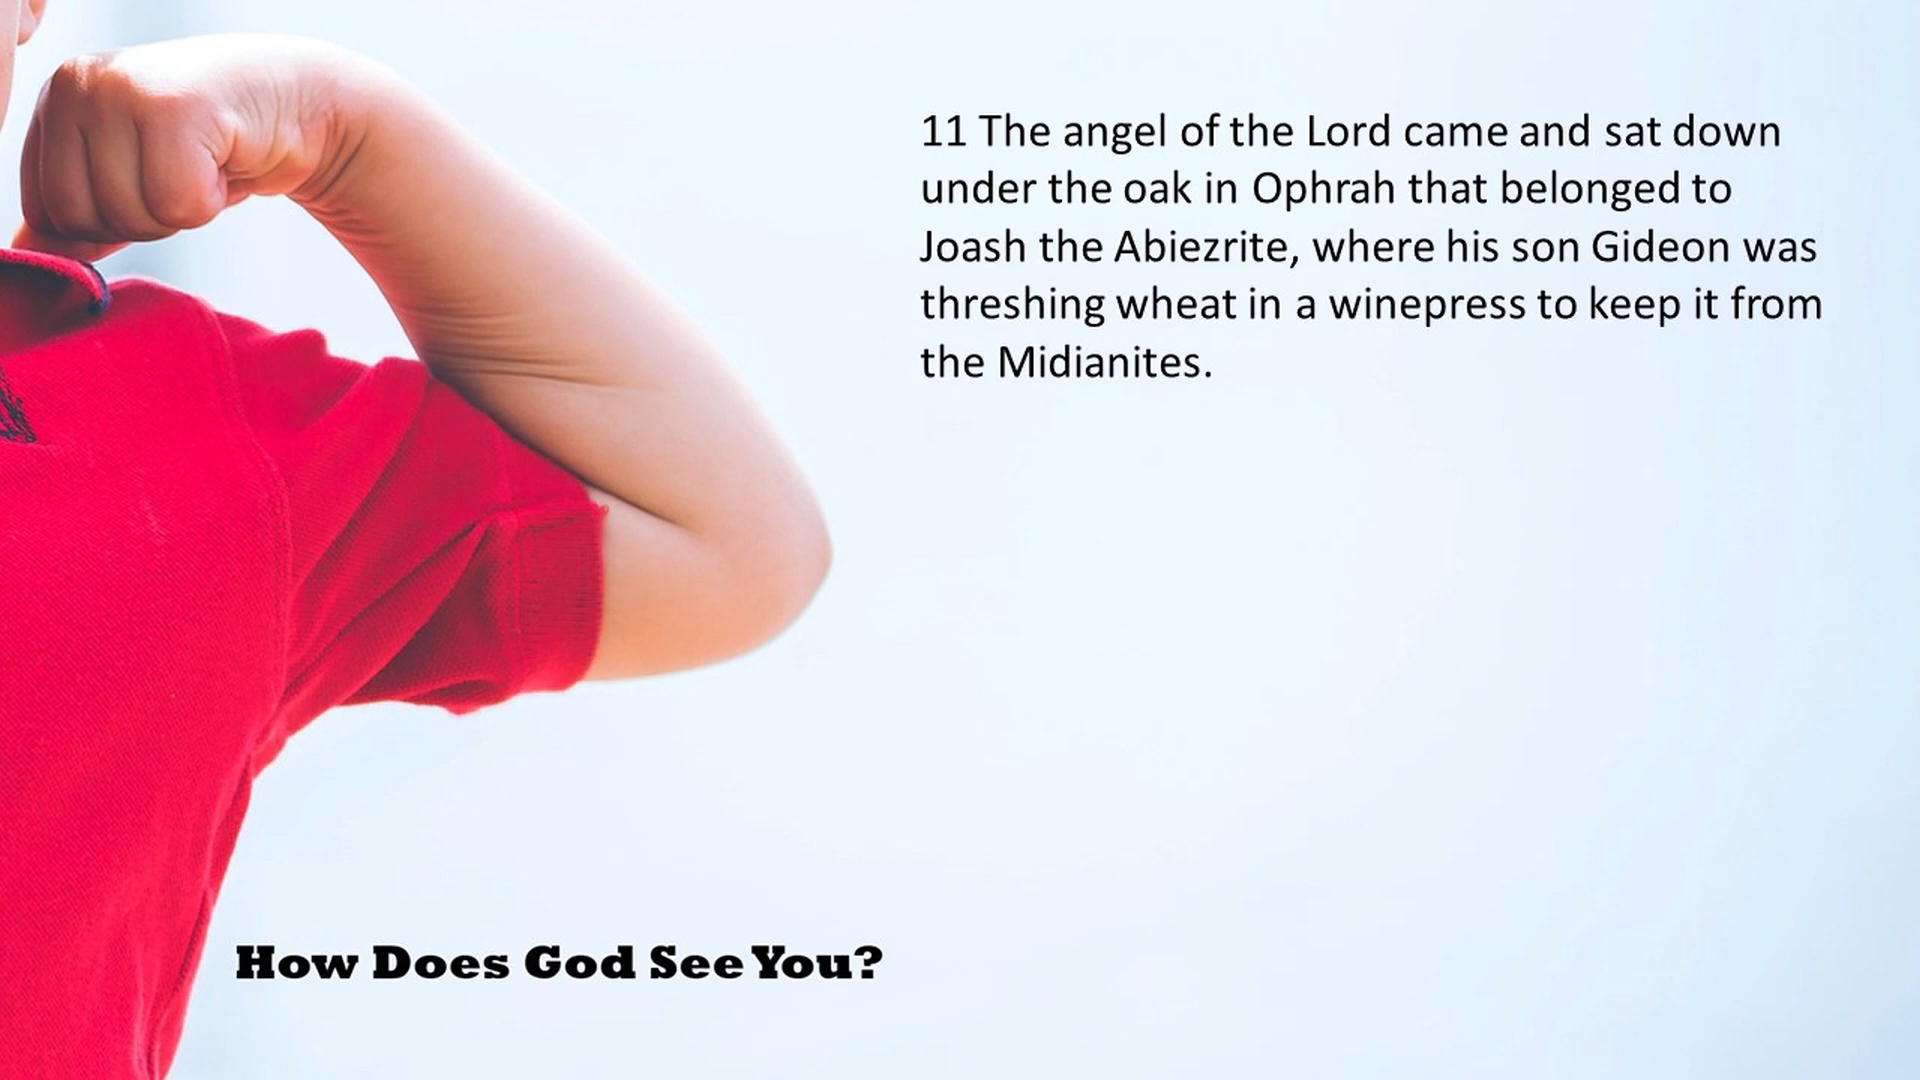 11 The angel of the Lord came and sat down
under the oak in Ophrah that belonged to
Joash the Abiezrite, where his son Gideon was
threshing wheat in a winepress to keep it from
the Midianites.
How Does God See You?